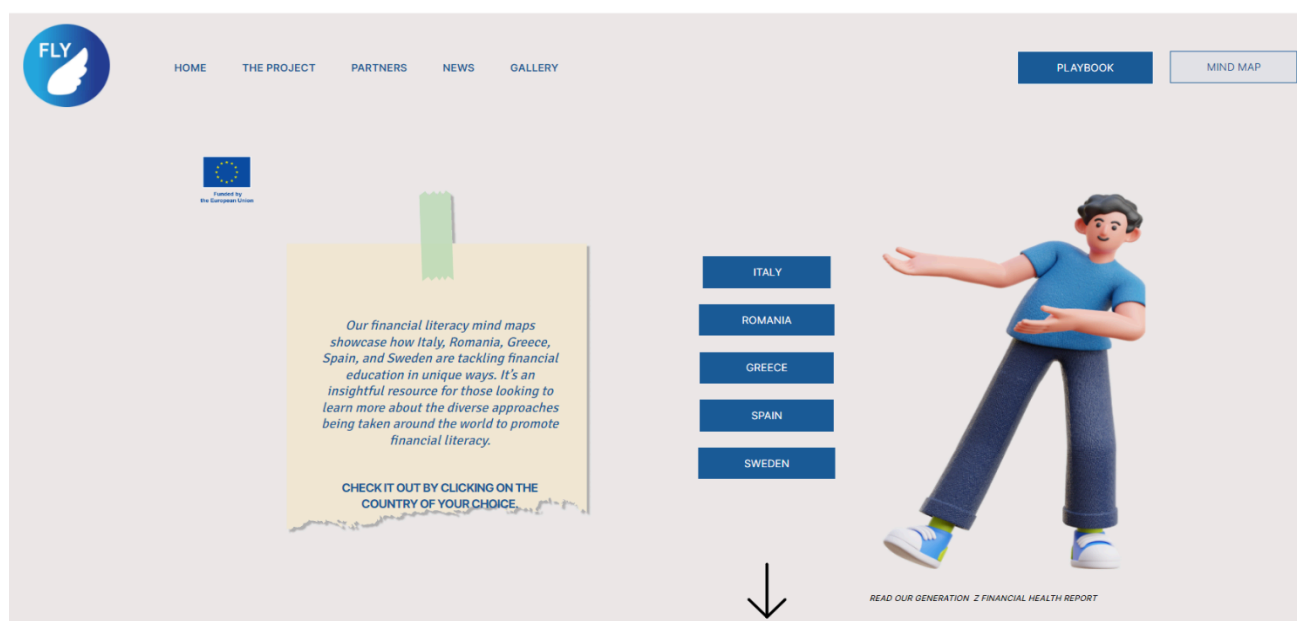 FLY
HOME THE PROJECT PARTNERS NEWS GALLERY
PLAYBOOK MIND MAP
Funded by
the European Union
Our financial literacy mind maps
showcase how Italy, Romania, Greece,
Spain, and Sweden are tackling financial
education in unique ways. It's an
insightful resource for those looking to
learn more about the diverse approaches
being taken around the world to promote
financial literacy.
CHECK IT OUT BY CLICKING ON THE
COUNTRY OF YOUR CHOICE.
ITALY
ROMANIA
GREECE
SPAIN
SWEDEN
READ OUR GENERATION Z FINANCIAL HEALTH REPORT